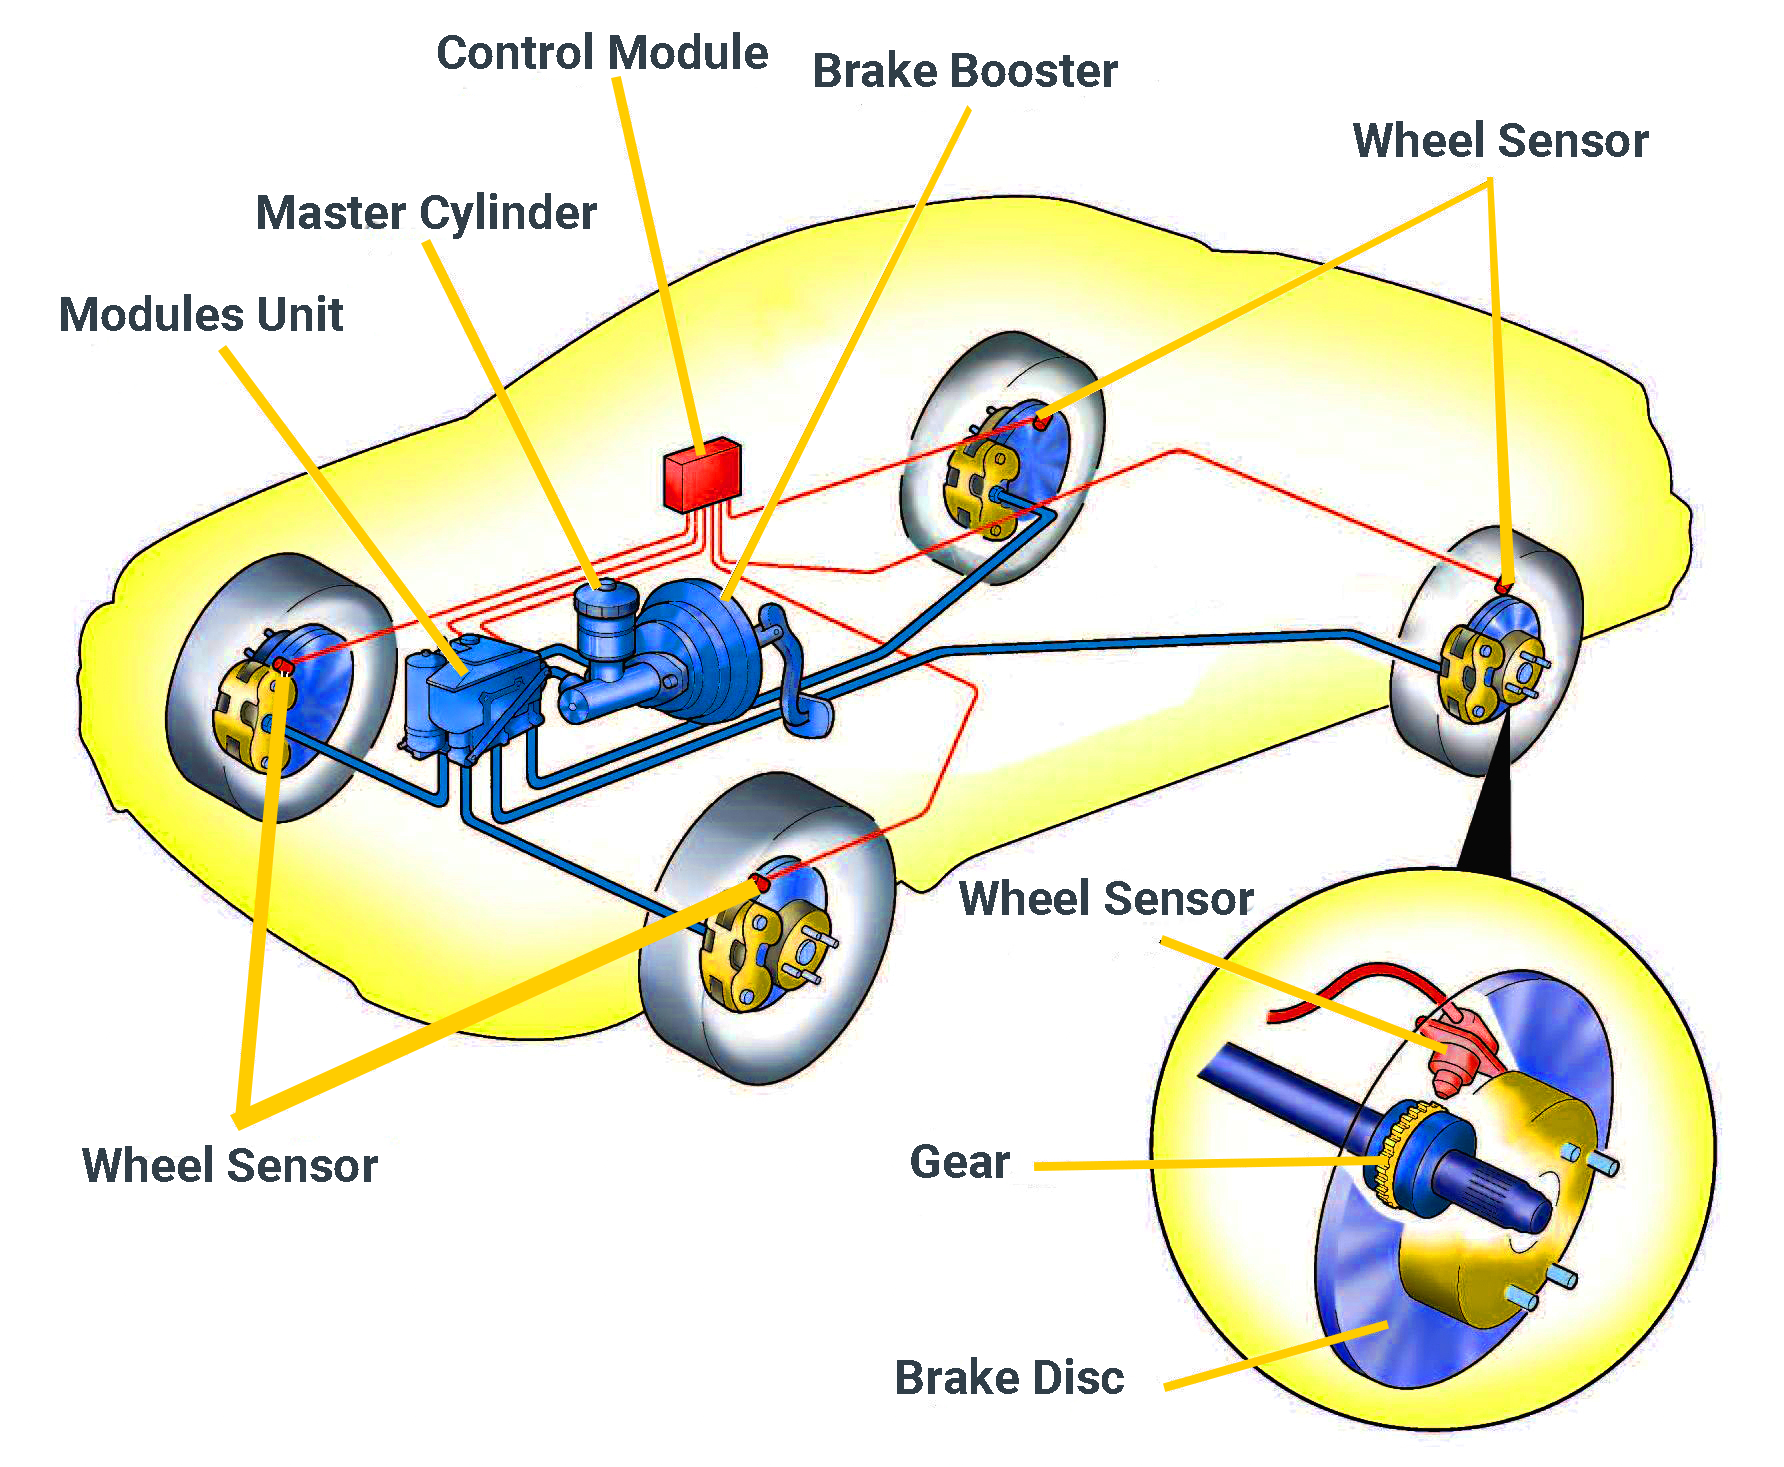 Control Module
Brake Booster
Wheel Sensor
Master Cylinder
Modules Unit
Wheel Sensor
Wheel Sensor
Gear
Brake Disc